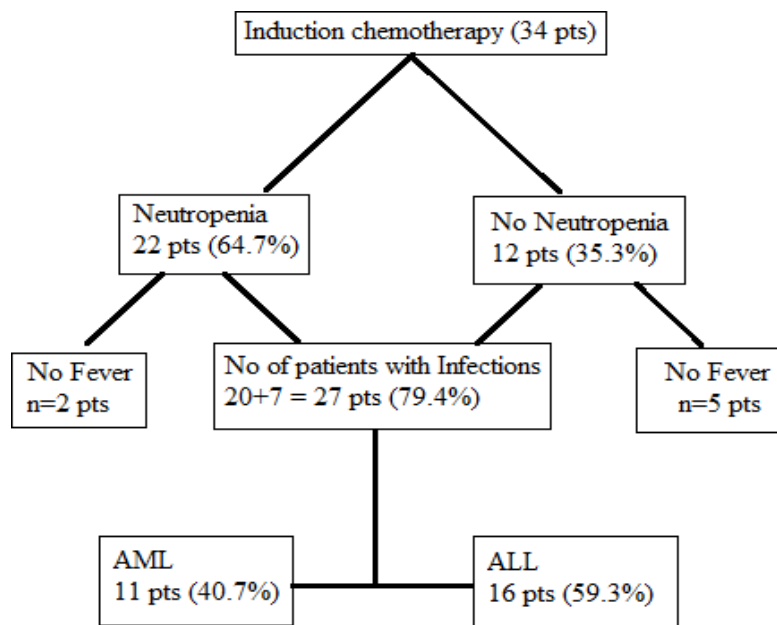 Induction chemotherapy (34 pts)
Neutropenia
22 pts (64.7%)
No Neutropenia
12 pts (35.3%)
No Fever
n=2 pts
No of patients with Infections
20+7 = 27 pts (79.4%)
No Fever
n=5 pts
AML
11 pts (40.7%)
ALL
16 pts (59.3%)